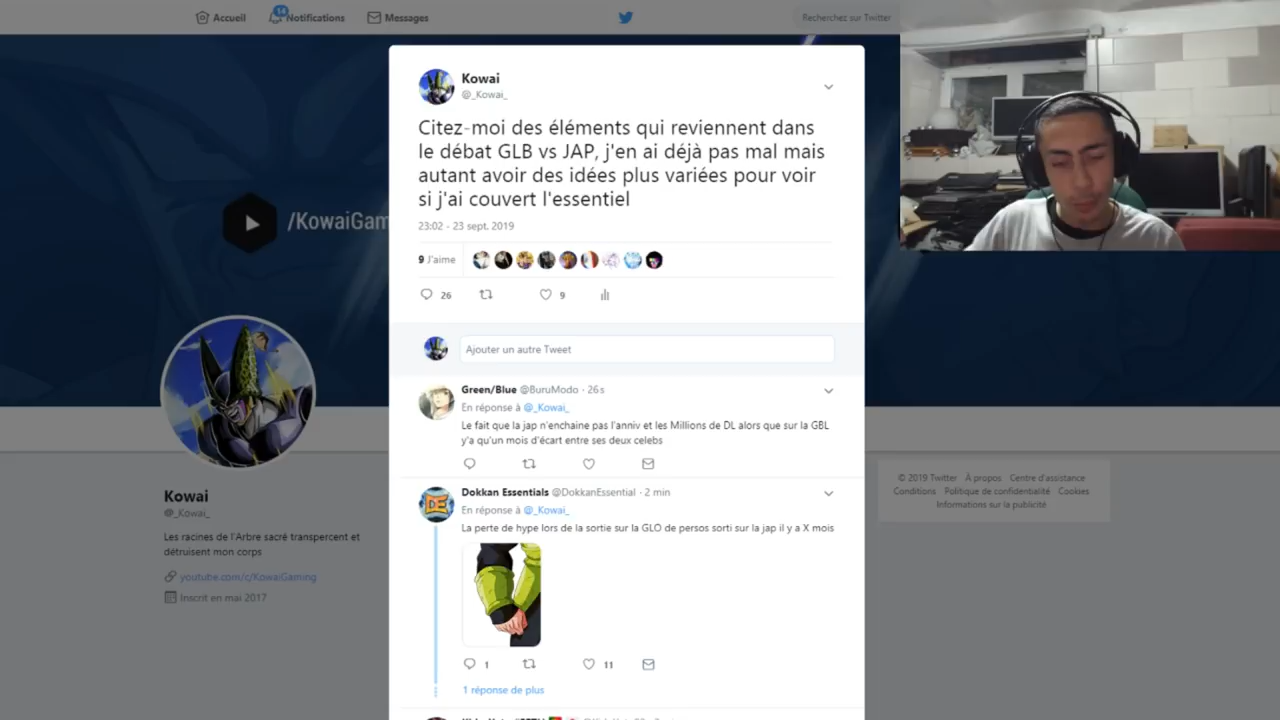 Accueil
14
Notifications
Messages
Recherchez sur Twitter
/KowaiGam
Kowai
@_Kowai_
Citez-moi des éléments qui reviennent dans
le débat GLB vs JAP, j'en ai déjà pas mal mais
autant avoir des idées plus variées pour voir
si j'ai couvert l'essentiel
23:02 - 23 sept. 2019
9 J'aime
26
9
Ajouter un autre Tweet
Green/Blue @BuruModo · 26s
En réponse à @_Kowai_
Le fait que la jap n'enchaine pas l'anniv et les Millions de DL alors que sur la GBL
y'a qu'un mois d'écart entre ses deux celebs
Dokkan Essentials @DokkanEssential · 2 min
En réponse à @_Kowai_
La perte de hype lors de la sortie sur la GLO de persos sorti sur la jap il y a X mois
DE
1
11
1 réponse de plus
Kowai
@_Kowai_
Les racines de l'Arbre sacré transpercent et
détruisent mon corps
youtube.com/c/KowaiGaming
Inscrit en mai 2017
© 2019 Twitter À propos Centre d'assistance
Conditions Politique de confidentialité Cookies
Informations sur la publicité